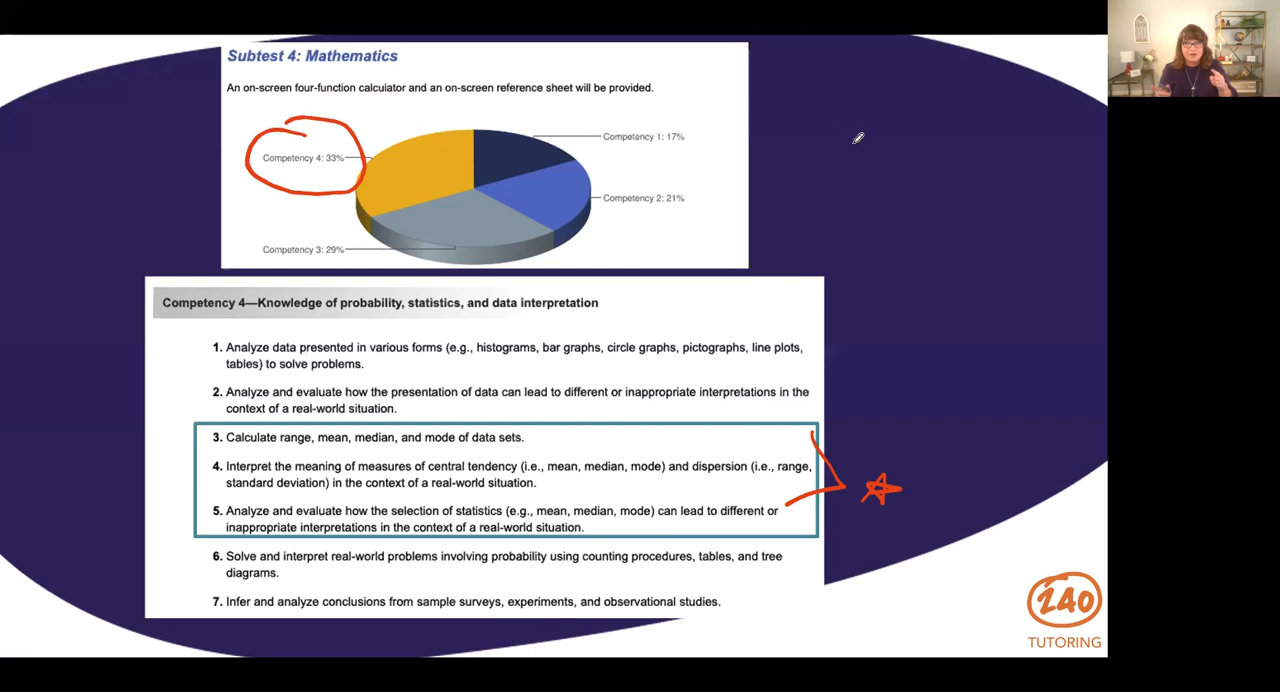 Subtest 4: Mathematics
An on-screen four-function calculator and an on-screen reference sheet will be provided.
Competency 1: 17%
Competency 4: 33%
Competency 2: 21%
Competency 3: 29%
Competency 4—Knowledge of probability, statistics, and data interpretation
1. Analyze data presented in various forms (e.g., histograms, bar graphs, circle graphs, pictographs, line plots,
tables) to solve problems.
2. Analyze and evaluate how the presentation of data can lead to different or inappropriate interpretations in the
context of a real-world situation.
3. Calculate range, mean, median, and mode of data sets.
4. Interpret the meaning of measures of central tendency (i.e., mean, median, mode) and dispersion (i.e., range,
standard deviation) in the context of a real-world situation.
5. Analyze and evaluate how the selection of statistics (e.g., mean, median, mode) can lead to different or
inappropriate interpretations in the context of a real-world situation.
6. Solve and interpret real-world problems involving probability using counting procedures, tables, and tree
diagrams.
7. Infer and analyze conclusions from sample surveys, experiments, and observational studies.
240
TUTORING